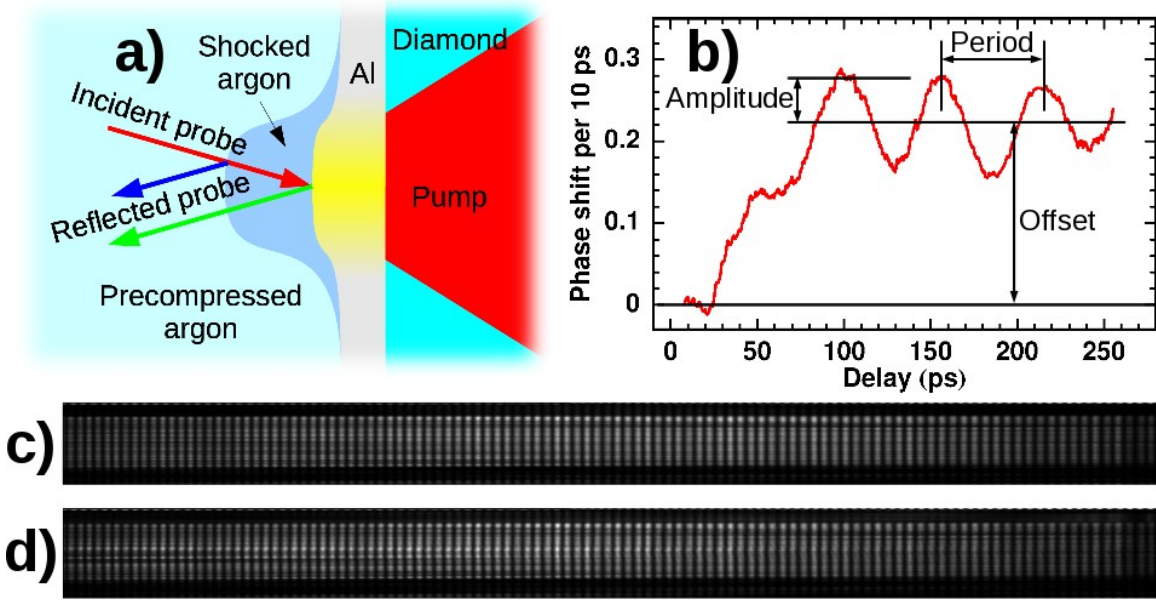 a)
Shocked
argon
Al
Diamond
Incident probe
Reflected probe
Pump
Precompressed
argon
b)
Period
Amplitude
Offset
Phase shift per 10 ps
0.3
0.2
0.1
0
0 50 100 150 200 250
Delay (ps)
c)
d)